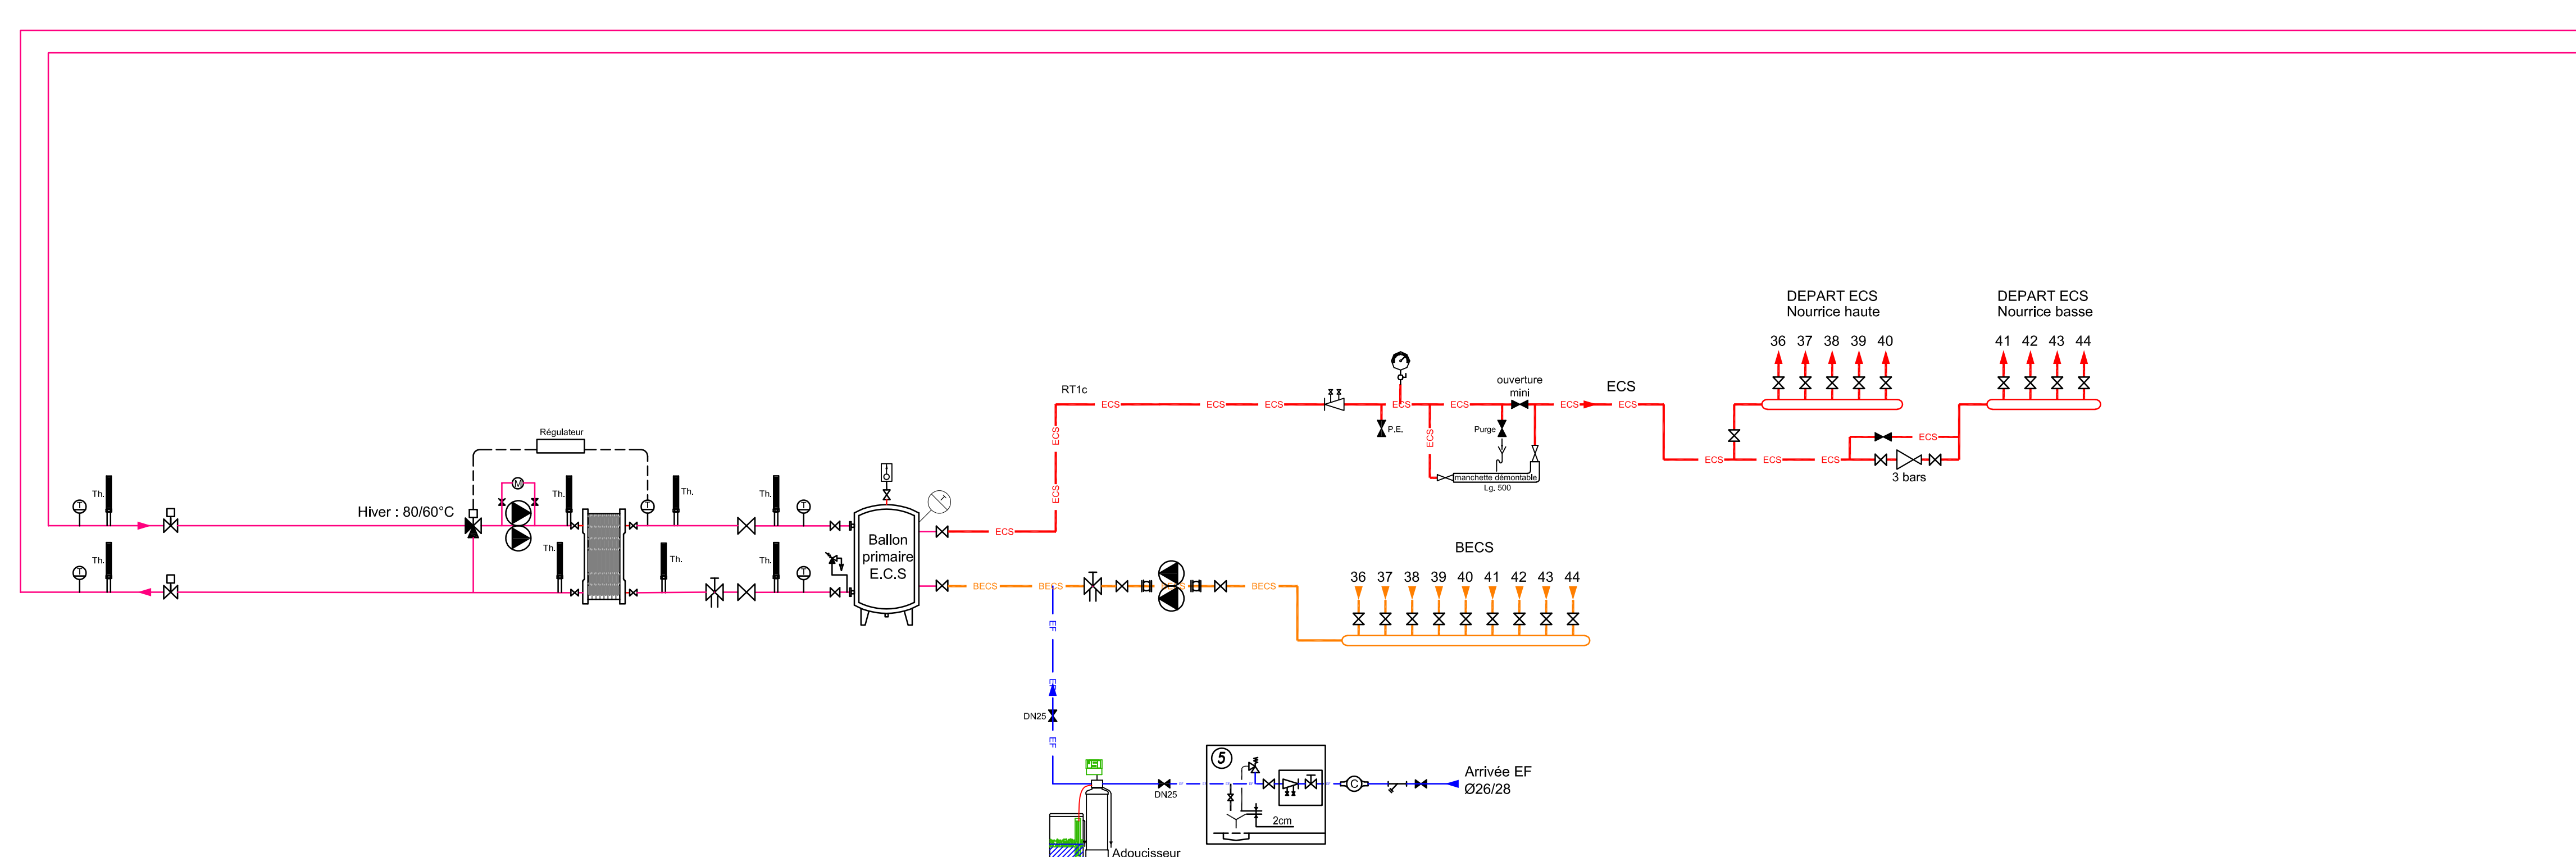 DEPART ECS
Nourrice haute
DEPART ECS
Nourrice basse
36 37 38 39 40
41 42 43 44
RT1c
ouverture
mini
ECS
ECS ECS ECS ECS ECS ECS ECS ECS
ECS
ECS
ECS
P.E.
Purge
manchette démontable
Lg. 500
ECS ECS ECS
ECS
3 bars
Régulateur
M
Th.
Th.
Th.
Th.
T
T
T
Hiver : 80/60°C
Th.
Th.
Th.
Th.
T
T
T
Ballon
primaire
E.C.S
ECS
BECS
36 37 38 39 40 41 42 43 44
BECS BECS BECS
EF
EF
DN25
EF
5
DN25
C
Arrivée EF
Ø26/28
2cm
Adoucisseur